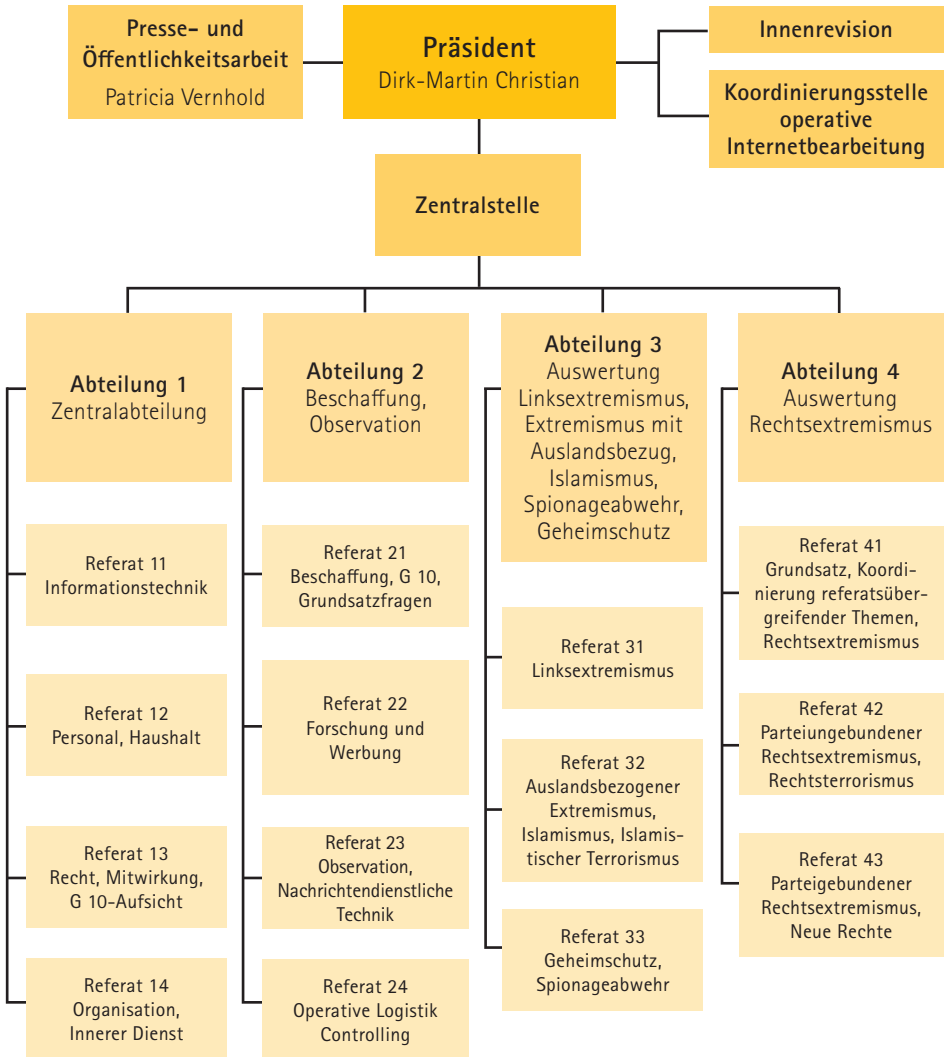 Presse- und
Öffentlichkeitsarbeit
Patricia Vernhold
Präsident
Dirk-Martin Christian
Innenrevision
Koordinierungsstelle
operative
Internetbearbeitung
Zentralstelle
Abteilung 1
Zentralabteilung
Referat 11
Informationstechnik
Referat 12
Personal, Haushalt
Referat 13
Recht, Mitwirkung,
G 10-Aufsicht
Referat 14
Organisation,
Innerer Dienst
Abteilung 2
Beschaffung,
Observation
Referat 21
Beschaffung, G 10,
Grundsatzfragen
Referat 22
Forschung und
Werbung
Referat 23
Observation,
Nachrichtendienstliche
Technik
Referat 24
Operative Logistik
Controlling
Abteilung 3
Auswertung
Linksextremismus,
Extremismus mit
Auslandsbezug,
Islamismus,
Spionageabwehr,
Geheimschutz
Referat 31
Linksextremismus
Referat 32
Auslandsbezogener
Extremismus,
Islamismus, Islamis-
tischer Terrorismus
Referat 33
Geheimschutz,
Spionageabwehr
Abteilung 4
Auswertung
Rechtsextremismus
Referat 41
Grundsatz, Koordi-
nierung referatsüber-
greifender Themen,
Rechtsextremismus
Referat 42
Parteiungebundener
Rechtsextremismus,
Rechtsterrorismus
Referat 43
Parteigebundener
Rechtsextremismus,
Neue Rechte